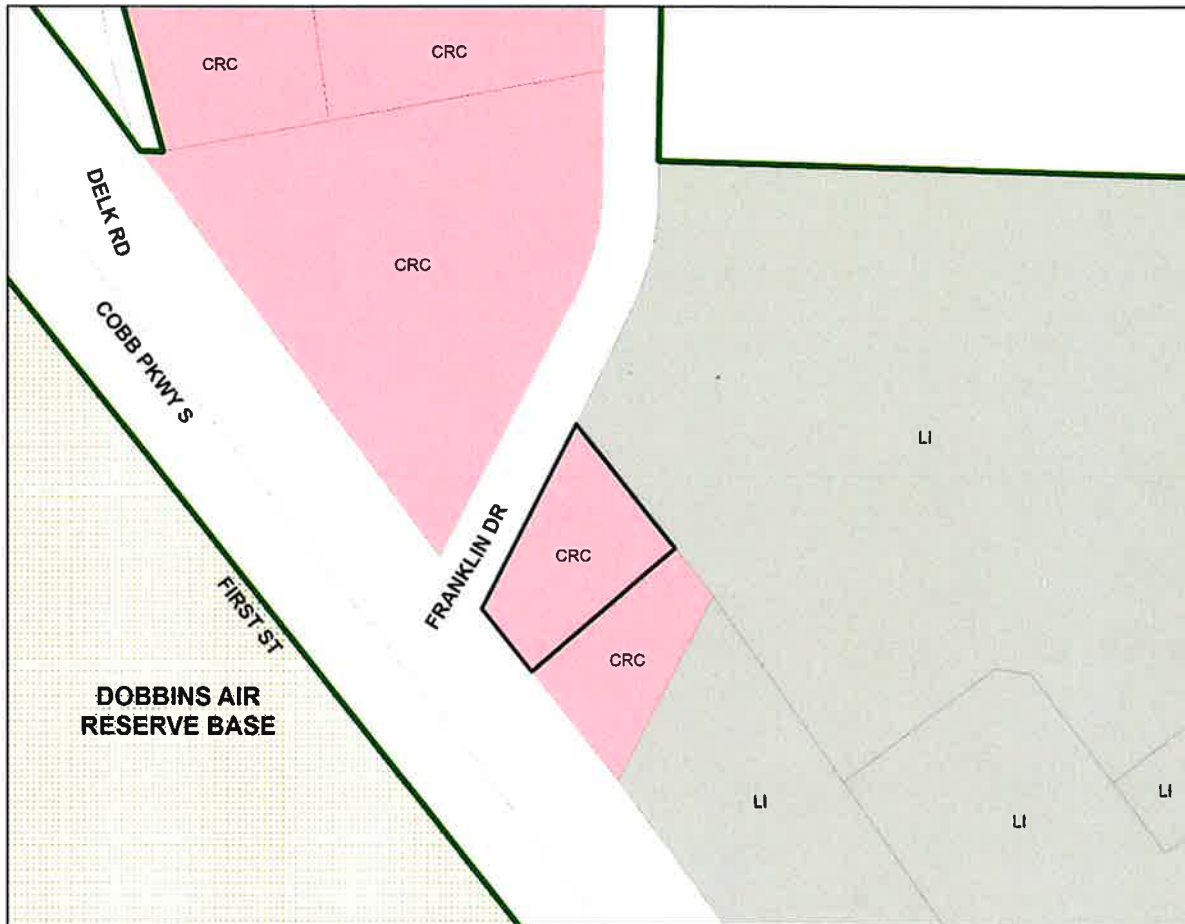 CRC
CRC
DELK RD
CRC
COBB PKWY S
LI
FRANKLIN DR
CRC
FIRST ST
CRC
DOBBINS AIR
RESERVE BASE
LI
LI
LI